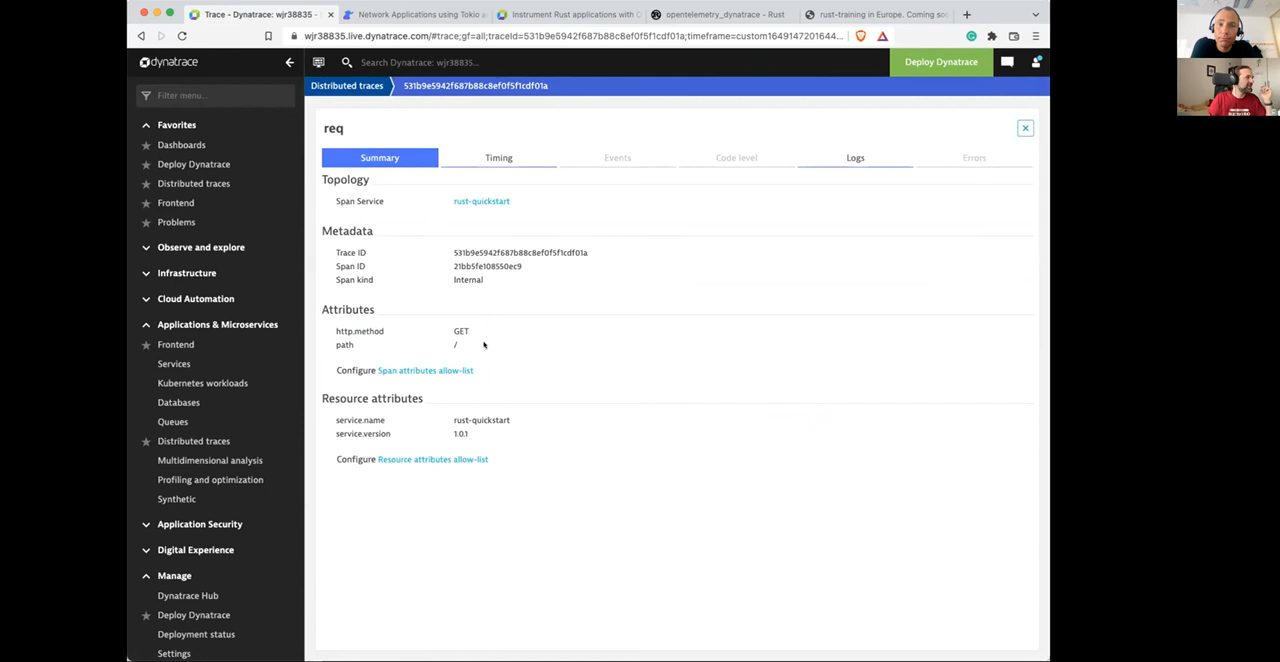 Trace - Dynatrace: wjr38835.li
Network Applications using Tokio a
Instrument Rust applications with O
opentelemetry_dynatrace - Rust
rust-training in Europe. Coming soo
wjr38835.live.dynatrace.com/#trace;gf=all;traceId=531b9e5942f687b88c8ef0f5f1cdf01a;timeframe=custom1649147201644...
dynatrace
Search Dynatrace: wjr38835...
Deploy Dynatrace
Filter menu...
Distributed traces
531b9e5942f687b88c8ef0f5f1cdf01a
Favorites
Dashboards
Deploy Dynatrace
Distributed traces
Frontend
Problems
Observe and explore
Infrastructure
Cloud Automation
Applications & Microservices
Frontend
Services
Kubernetes workloads
Databases
Queues
Distributed traces
Multidimensional analysis
Profiling and optimization
Synthetic
Application Security
Digital Experience
Manage
Dynatrace Hub
Deploy Dynatrace
Deployment status
Settings
req
Summary
Timing
Events
Code level
Logs
Errors
Topology
Span Service rust-quickstart
Metadata
Trace ID 531b9e5942f687b88c8ef0f5f1cdf01a
Span ID 21bb5fe108550ec9
Span kind Internal
Attributes
http.method GET
path /
Configure Span attributes allow-list
Resource attributes
service.name rust-quickstart
service.version 1.0.1
Configure Resource attributes allow-list